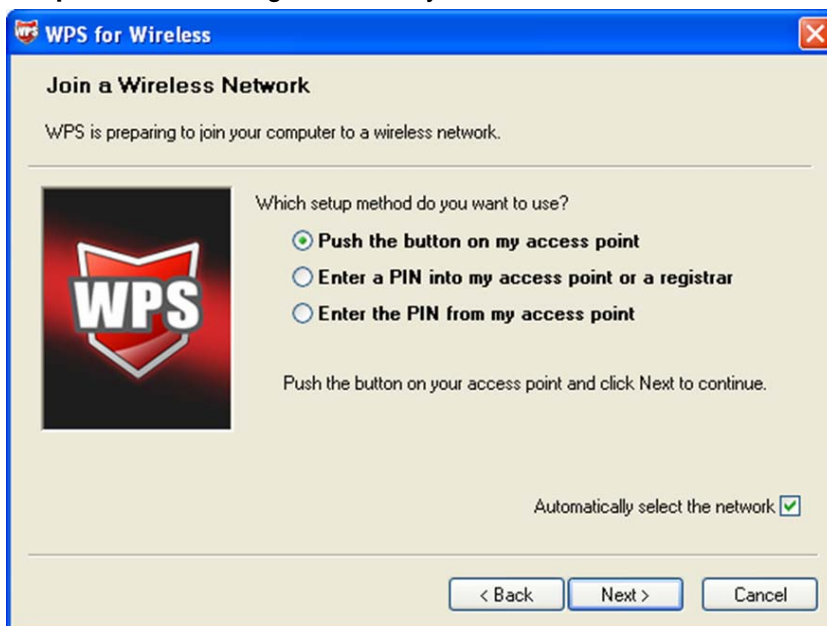 WPS for Wireless
Join a Wireless Network
WPS is preparing to join your computer to a wireless network.
Which setup method do you want to use?
Push the button on my access point
Enter a PIN into my access point or a registrar
Enter the PIN from my access point
WPS
Push the button on your access point and click Next to continue.
Automatically select the network
< Back
Next >
Cancel